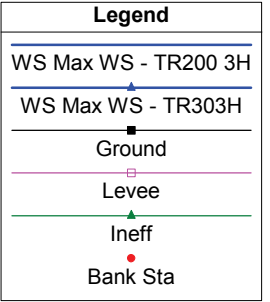 Legend
WS Max WS - TR200 3H
WS Max WS - TR303H
Ground
Levee
Ineff
Bank Sta